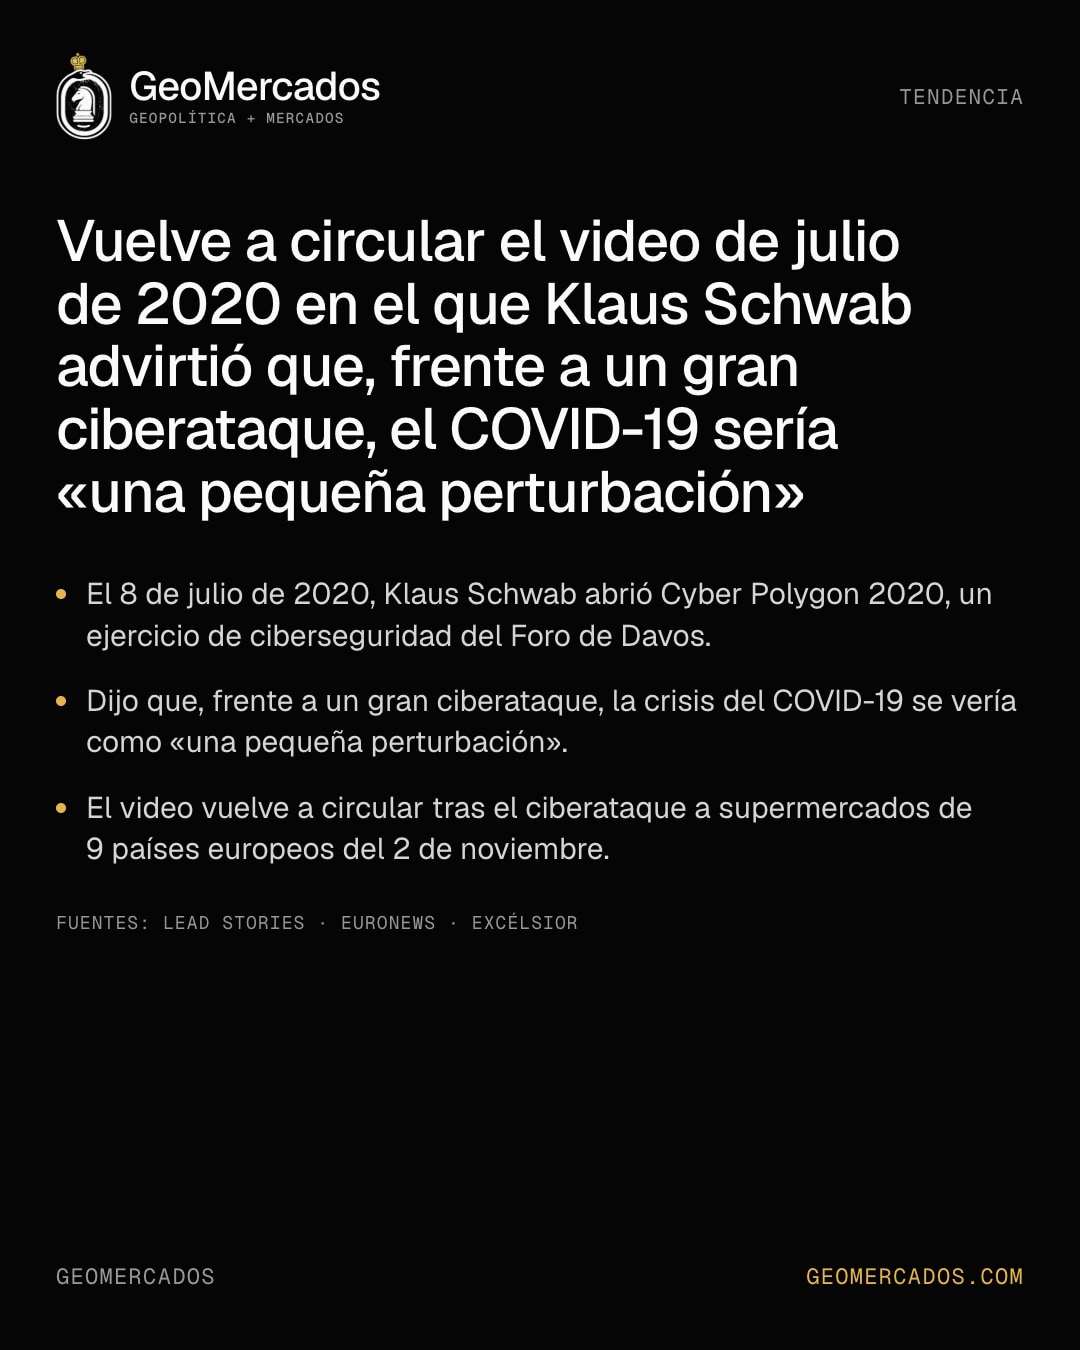 GeoMercados
GEOPOLÍTICA + MERCADOS
TENDENCIA
Vuelve a circular el video de julio
de 2020 en el que Klaus Schwab
advirtió que, frente a un gran
ciberataque, el COVID-19 sería
«una pequeña perturbación»
• El 8 de julio de 2020, Klaus Schwab abrió Cyber Polygon 2020, un
ejercicio de ciberseguridad del Foro de Davos.
• Dijo que, frente a un gran ciberataque, la crisis del COVID-19 se vería
como «una pequeña perturbación».
• El video vuelve a circular tras el ciberataque a supermercados de
9 países europeos del 2 de noviembre.
FUENTES: LEAD STORIES · EURONEWS · EXCÉLSIOR
GEOMERCADOS
GEOMERCADOS.COM